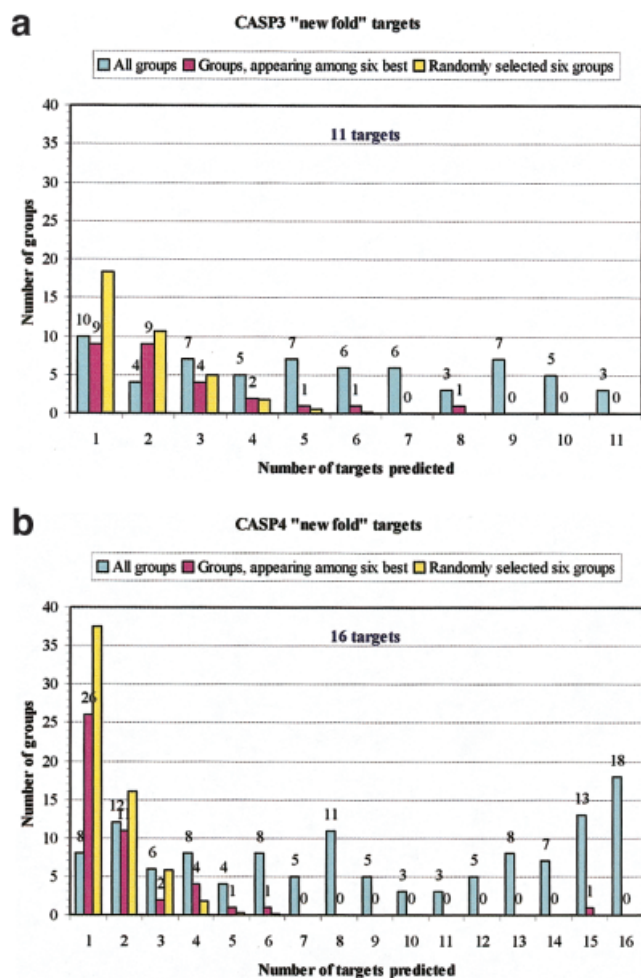 a
CASP3 "new fold" targets
All groups Groups, appearing among six best Randomly selected six groups
11 targets
Number of groups
40
35
30
25
20
15
10
5
0
10 9 4 9 7 4 5 2 7 1 6 1 6 0 3 1 7 0 5 0 3 0
1 2 3 4 5 6 7 8 9 10 11
Number of targets predicted
b
CASP4 "new fold" targets
All groups Groups, appearing among six best Randomly selected six groups
16 targets
Number of groups
40
35
30
25
20
15
10
5
0
8 26 12 11 6 2 8 4 4 1 8 1 5 0 11 0 5 0 3 0 3 0 5 0 8 0 7 0 13 1 18 0
1 2 3 4 5 6 7 8 9 10 11 12 13 14 15 16
Number of targets predicted